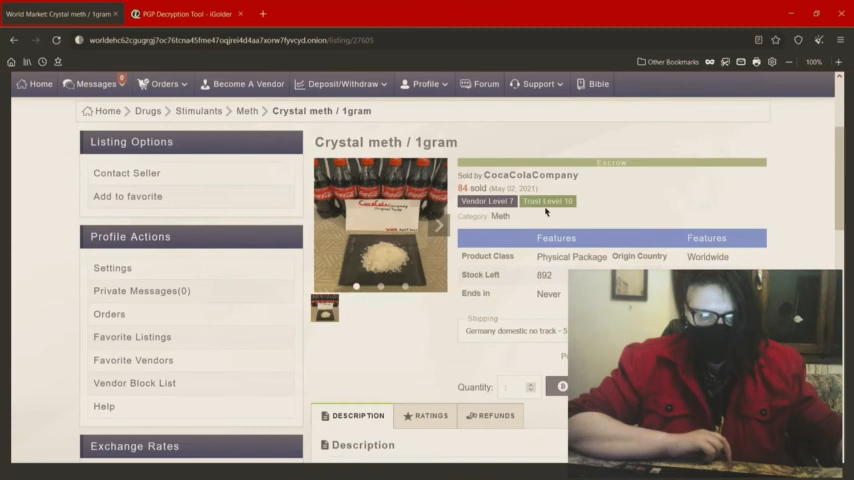 World Market: Crystal meth / 1gram
PGP Decryption Tool - iGolder
worldehc62cgugrgj7oc76tcna45fme47oqjrei4d4aa7xorw7fyvcyd.onion/listing/27605
Other Bookmarks
100%
Home
Messages
0
Orders
Become A Vendor
Deposit/Withdraw
Profile
Forum
Support
Bible
Home
Drugs
Stimulants
Meth
Crystal meth / 1gram
Listing Options
Contact Seller
Add to favorite
Profile Actions
Settings
Private Messages(0)
Orders
Favorite Listings
Favorite Vendors
Vendor Block List
Help
Exchange Rates
Crystal meth / 1gram
CocaColaCompany
Escrow
Sold by CocaColaCompany
84 sold (May 02, 2021)
Vendor Level 7
Trust Level 10
Category: Meth
Features
Features
Product Class
Physical Package
Origin Country
Worldwide
Stock Left
892
Ends in
Never
Shipping
Germany domestic no track - 5
Quantity:
1
DESCRIPTION
RATINGS
REFUNDS
Description